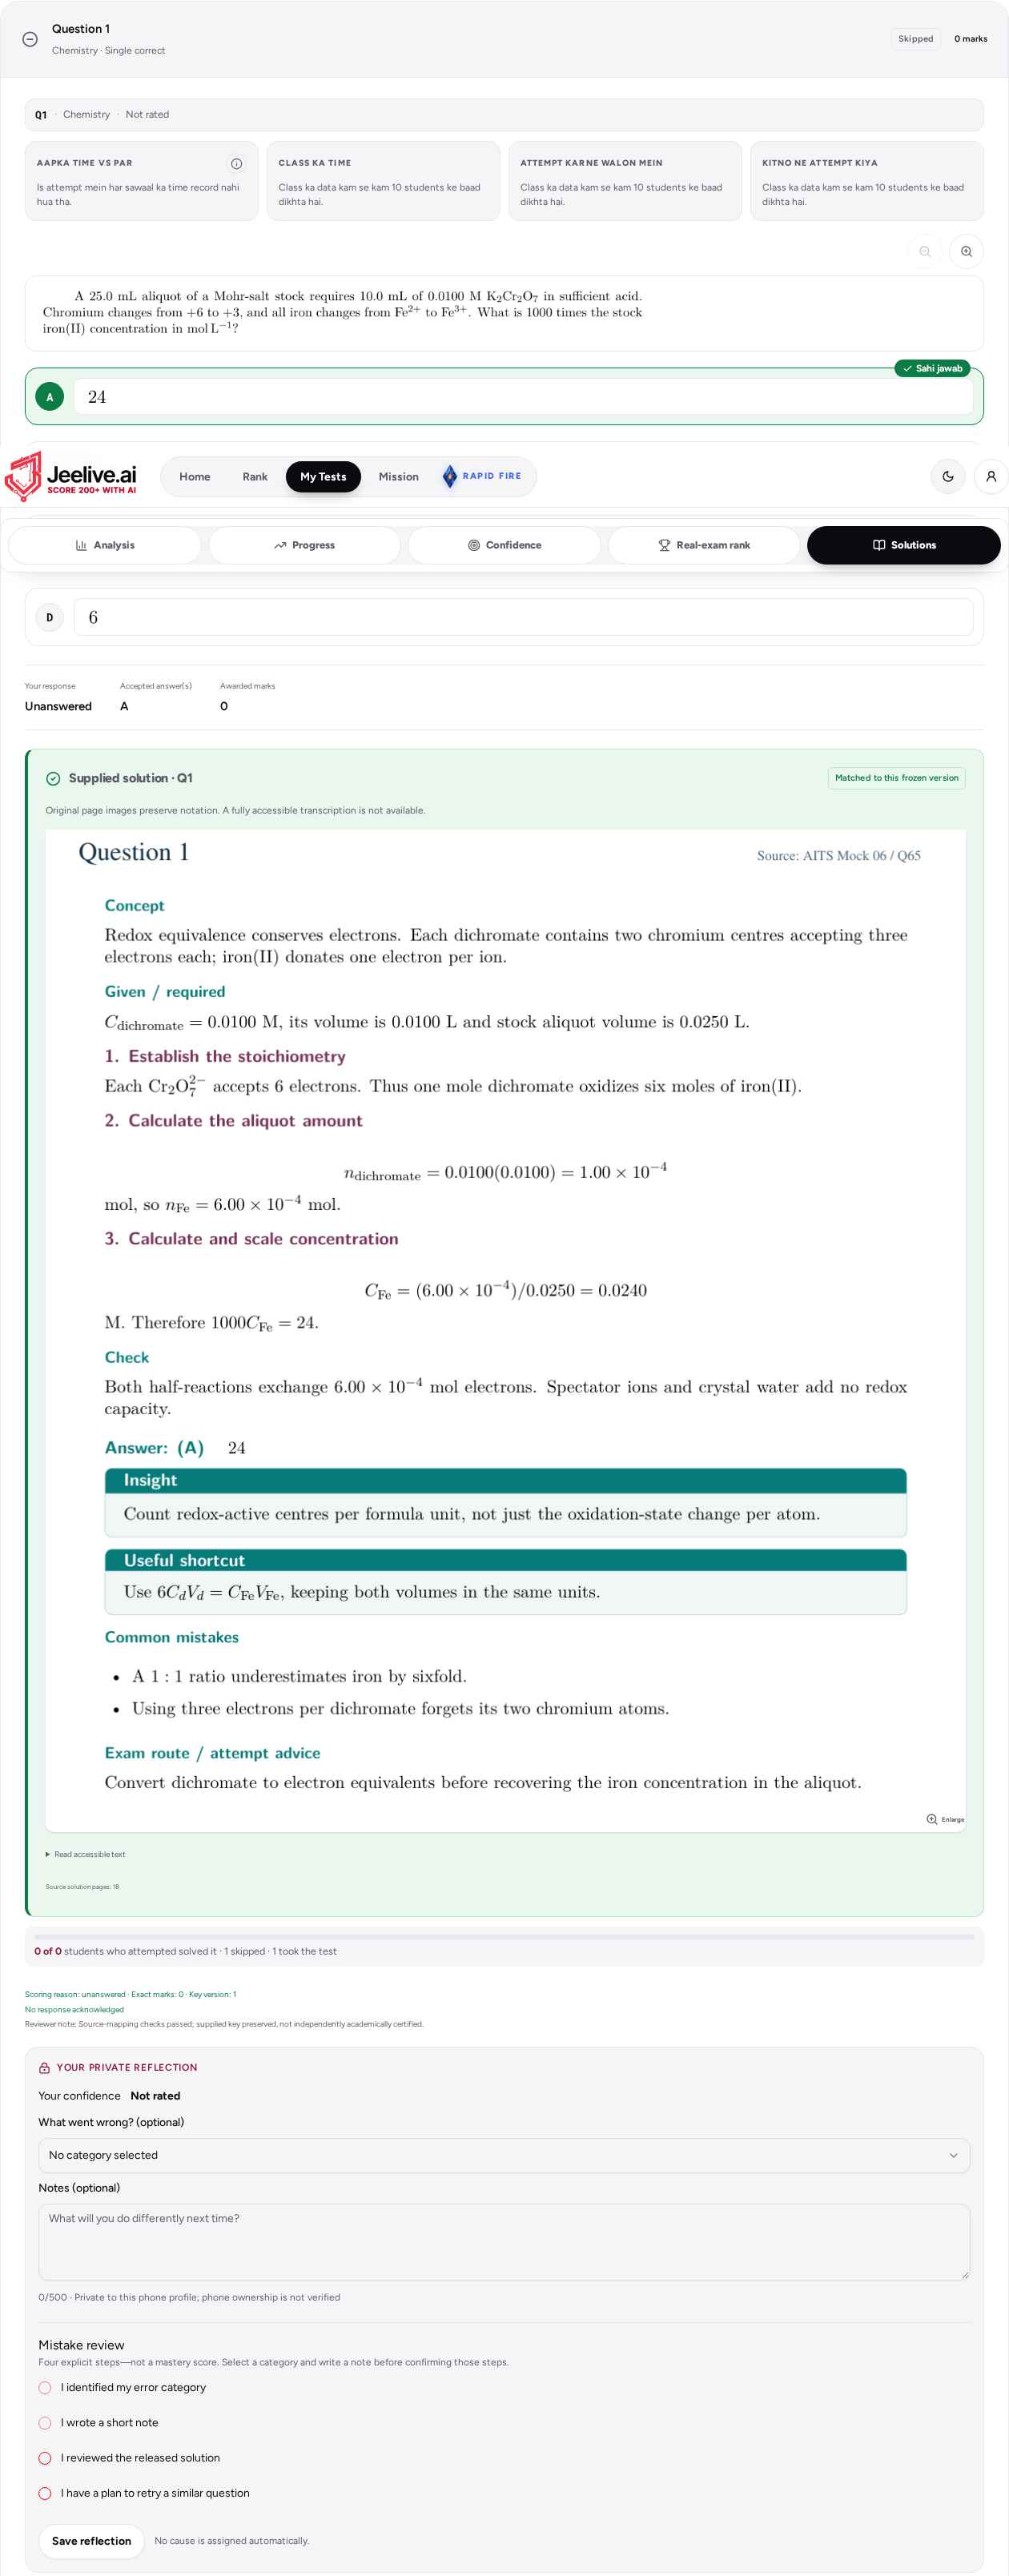 Question 1
Chemistry · Single correct
Skipped
0 marks
Q1 · Chemistry · Not rated
AAPKA TIME VS PAR
Is attempt mein har sawaal ka time record nahi
hua tha.
CLASS KA TIME
Class ka data kam se kam 10 students ke baad
dikhta hai.
ATTEMPT KARNE WALON MEIN
Class ka data kam se kam 10 students ke baad
dikhta hai.
KITNO NE ATTEMPT KIYA
Class ka data kam se kam 10 students ke baad
dikhta hai.
A 25.0 mL aliquot of a Mohr-salt stock requires 10.0 mL of 0.0100 M K₂Cr₂O₇ in sufficient acid.
Chromium changes from +6 to +3, and all iron changes from Fe²⁺ to Fe³⁺. What is 1000 times the stock
iron(II) concentration in mol L⁻¹?
Sahi jawab
A 24
Jeelive.ai
SCORE 200+ WITH AI
Home
Rank
My Tests
Mission
RAPID FIRE
Analysis
Progress
Confidence
Real-exam rank
Solutions
D 6
Your response
Unanswered
Accepted answer(s)
A
Awarded marks
0
Supplied solution · Q1
Matched to this frozen version
Original page images preserve notation. A fully accessible transcription is not available.
Question 1
Source: AITS Mock 06 / Q65
Concept
Redox equivalence conserves electrons. Each dichromate contains two chromium centres accepting three
electrons each; iron(II) donates one electron per ion.
Given / required
C_dichromate = 0.0100 M, its volume is 0.0100 L and stock aliquot volume is 0.0250 L.
1. Establish the stoichiometry
Each Cr₂O₇²⁻ accepts 6 electrons. Thus one mole dichromate oxidizes six moles of iron(II).
2. Calculate the aliquot amount
n_dichromate = 0.0100(0.0100) = 1.00 × 10⁻⁴
mol, so n_Fe = 6.00 × 10⁻⁴ mol.
3. Calculate and scale concentration
C_Fe = (6.00 × 10⁻⁴)/0.0250 = 0.0240
M. Therefore 1000C_Fe = 24.
Check
Both half-reactions exchange 6.00 × 10⁻⁴ mol electrons. Spectator ions and crystal water add no redox
capacity.
Answer: (A) 24
Insight
Count redox-active centres per formula unit, not just the oxidation-state change per atom.
Useful shortcut
Use 6C_dV_d = C_FeV_Fe, keeping both volumes in the same units.
Common mistakes
• A 1 : 1 ratio underestimates iron by sixfold.
• Using three electrons per dichromate forgets its two chromium atoms.
Exam route / attempt advice
Convert dichromate to electron equivalents before recovering the iron concentration in the aliquot.
Enlarge
Read accessible text
Source solution pages: 18
0 of 0 students who attempted solved it · 1 skipped · 1 took the test
Scoring reason: unanswered · Exact marks: 0 · Key version: 1
No response acknowledged
Reviewer note: Source-mapping checks passed; supplied key preserved, not independently academically certified.
YOUR PRIVATE REFLECTION
Your confidence Not rated
What went wrong? (optional)
No category selected
Notes (optional)
What will you do differently next time?
0/500 · Private to this phone profile; phone ownership is not verified
Mistake review
Four explicit steps—not a mastery score. Select a category and write a note before confirming those steps.
I identified my error category
I wrote a short note
I reviewed the released solution
I have a plan to retry a similar question
Save reflection
No cause is assigned automatically.